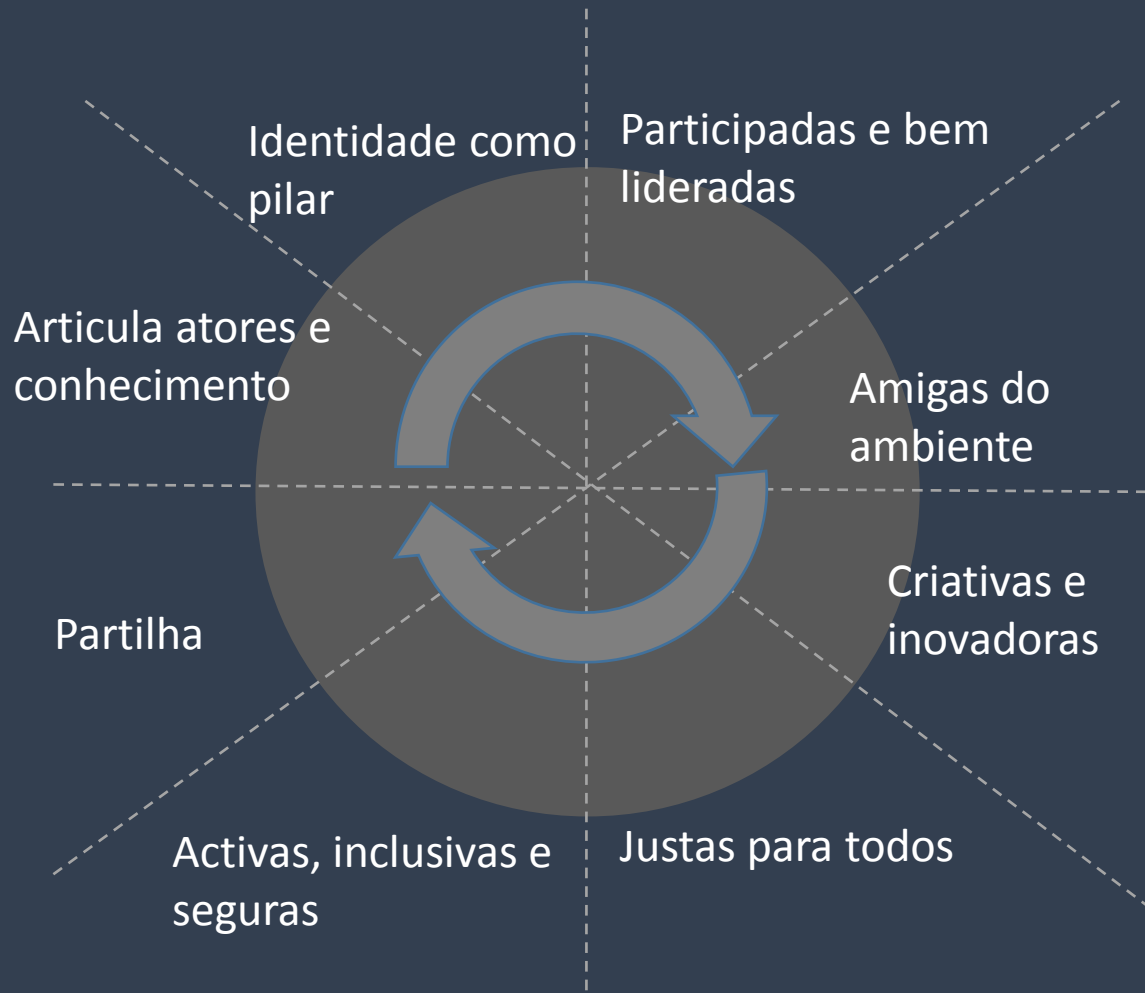 Identidade como
pilar
Participadas e bem
lideradas
Articula atores e
conhecimento
Amigas do
ambiente
Partilha
Criativas e
inovadoras
Activas, inclusivas e
seguras
Justas para todos